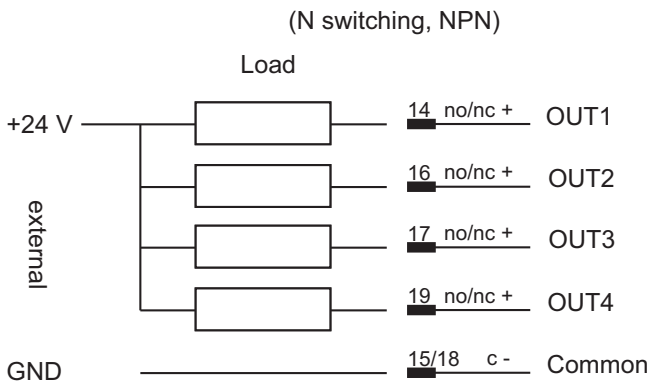 (N switching, NPN)
Load
+24 V
14 no/nc + OUT1
16 no/nc + OUT2
external
17 no/nc + OUT3
19 no/nc + OUT4
GND
15/18 c - Common